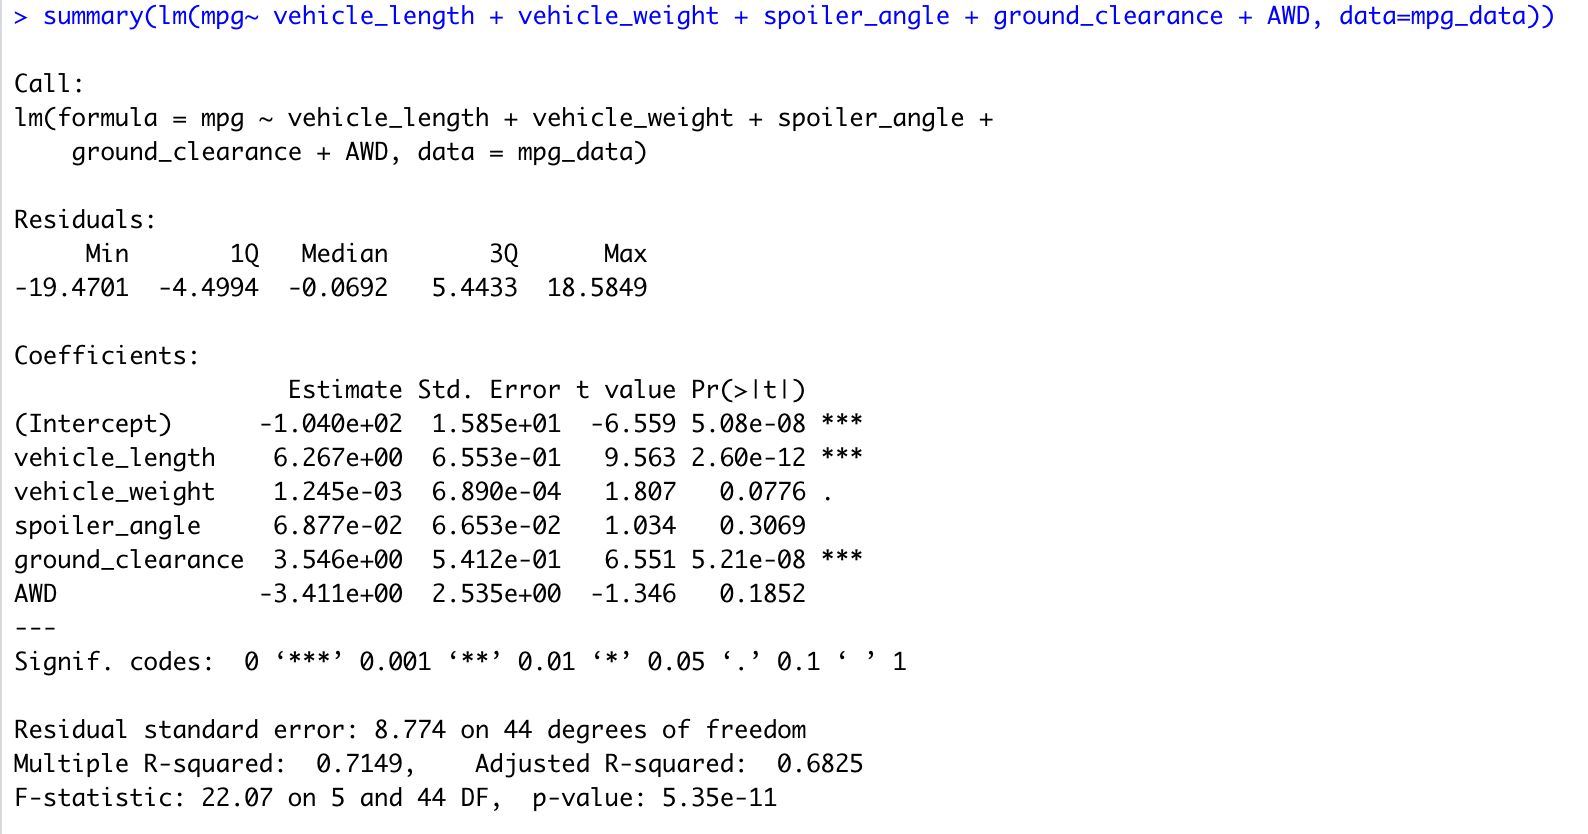 > summary(lm(mpg~ vehicle_length + vehicle_weight + spoiler_angle + ground_clearance + AWD, data=mpg_data))

Call:
lm(formula = mpg ~ vehicle_length + vehicle_weight + spoiler_angle +
    ground_clearance + AWD, data = mpg_data)

Residuals:
     Min       1Q   Median       3Q      Max
-19.4701  -4.4994  -0.0692   5.4433  18.5849

Coefficients:
                   Estimate Std. Error t value Pr(>|t|)
(Intercept)      -1.040e+02  1.585e+01  -6.559 5.08e-08 ***
vehicle_length    6.267e+00  6.553e-01   9.563 2.60e-12 ***
vehicle_weight    1.245e-03  6.890e-04   1.807   0.0776 .
spoiler_angle     6.877e-02  6.653e-02   1.034   0.3069
ground_clearance  3.546e+00  5.412e-01   6.551 5.21e-08 ***
AWD              -3.411e+00  2.535e+00  -1.346   0.1852
---
Signif. codes:  0 ‘***’ 0.001 ‘**’ 0.01 ‘*’ 0.05 ‘.’ 0.1 ‘ ’ 1

Residual standard error: 8.774 on 44 degrees of freedom
Multiple R-squared:  0.7149,    Adjusted R-squared:  0.6825
F-statistic: 22.07 on 5 and 44 DF,  p-value: 5.35e-11